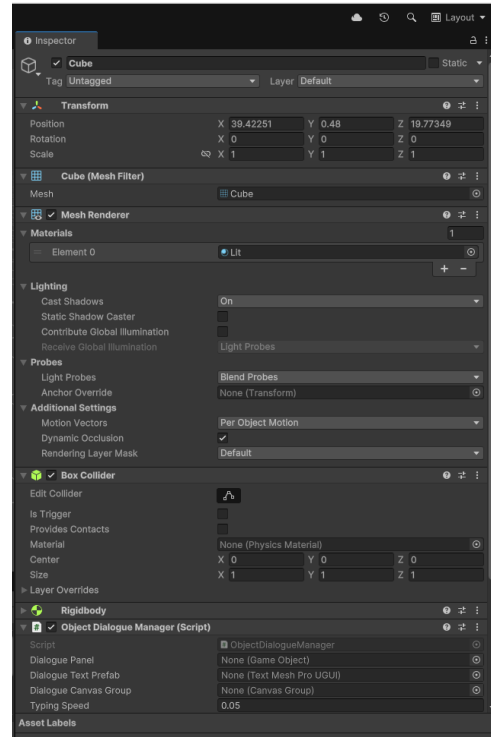 Layout
Inspector
Cube Static
Tag Untagged Layer Default
Transform
Position X 39.42251 Y 0.48 Z 19.77349
Rotation X 0 Y 0 Z 0
Scale X 1 Y 1 Z 1
Cube (Mesh Filter)
Mesh Cube
Mesh Renderer
Materials 1
Element 0 Lit
+ -
Lighting
Cast Shadows On
Static Shadow Caster
Contribute Global Illumination
Receive Global Illumination Light Probes
Probes
Light Probes Blend Probes
Anchor Override None (Transform)
Additional Settings
Motion Vectors Per Object Motion
Dynamic Occlusion
Rendering Layer Mask Default
Box Collider
Edit Collider
Is Trigger
Provides Contacts
Material None (Physics Material)
Center X 0 Y 0 Z 0
Size X 1 Y 1 Z 1
Layer Overrides
Rigidbody
# Object Dialogue Manager (Script)
Script ObjectDialogueManager
Dialogue Panel None (Game Object)
Dialogue Text Prefab None (Text Mesh Pro UGUI)
Dialogue Canvas Group None (Canvas Group)
Typing Speed 0.05
Asset Labels